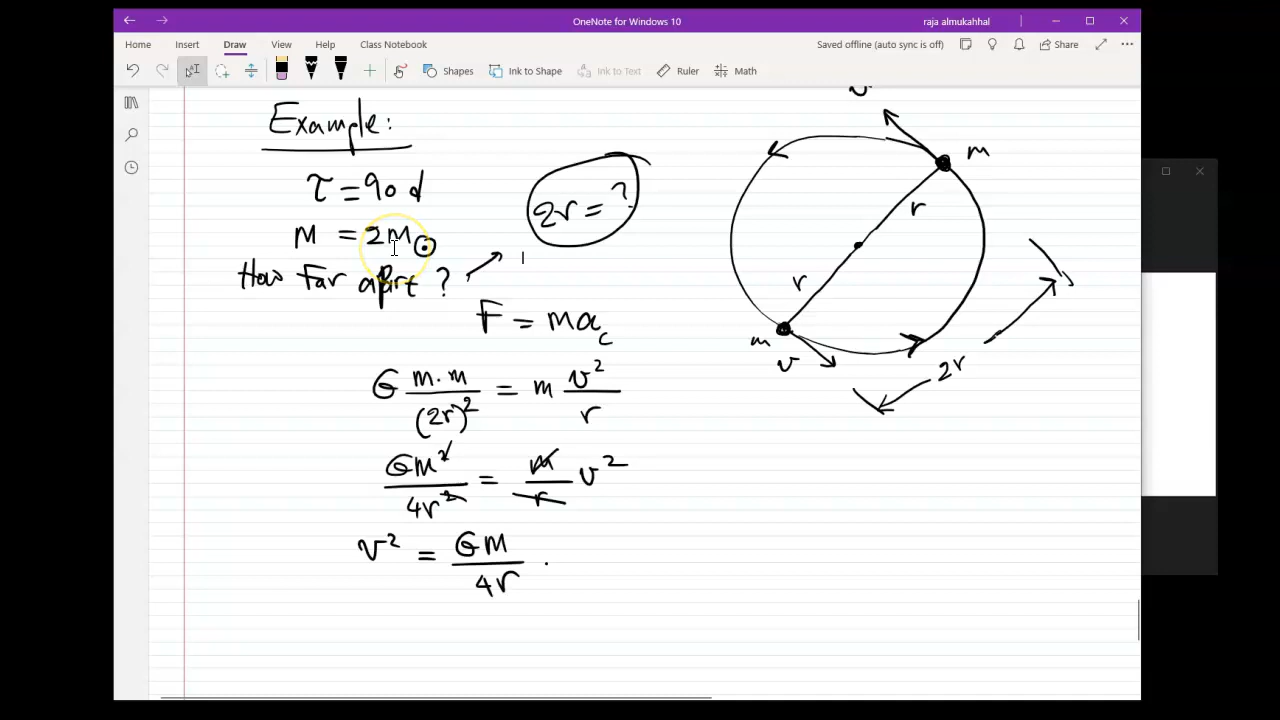 OneNote for Windows 10
raja almukahhal
Home Insert Draw View Help Class Notebook
Saved offline (auto sync is off)
Share
Shapes
Ink to Shape
Ink to Text
Ruler
Math
Example:
τ = 90 d
M = 2M⊙
How far apart ?
2r = ?
F = ma_c
G m·m / (2r)² = m v² / r
GM² / 4r² = m / r v²
v² = GM / 4r
v
m
r
r
m
v
2r